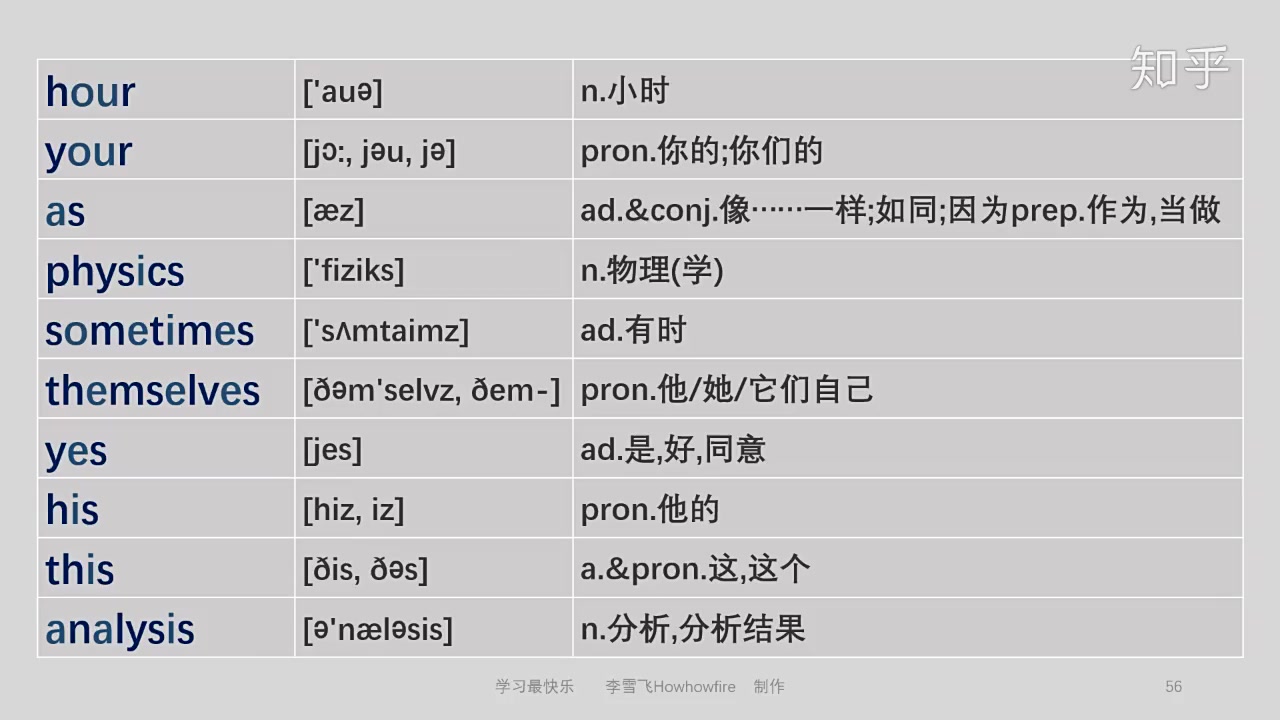 知乎
hour ['auə] n.小时
your [jɔ:, jəu, jə] pron.你的;你们的
as [æz] ad.&conj.像……一样;如同;因为prep.作为,当做
physics ['fiziks] n.物理(学)
sometimes ['sʌmtaimz] ad.有时
themselves [ðəm'selvz, ðem-] pron.他/她/它们自己
yes [jes] ad.是,好,同意
his [hiz, iz] pron.他的
this [ðis, ðəs] a.&pron.这,这个
analysis [ə'næləsis] n.分析,分析结果
学习最快乐 李雪飞Howhowfire 制作 56